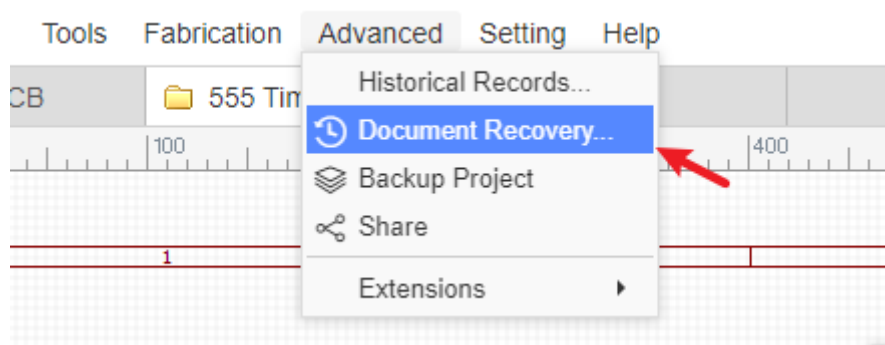 Tools Fabrication Advanced Setting Help
CB 555 Tim
Historical Records...
100 400
Document Recovery...
Backup Project
Share
1
Extensions